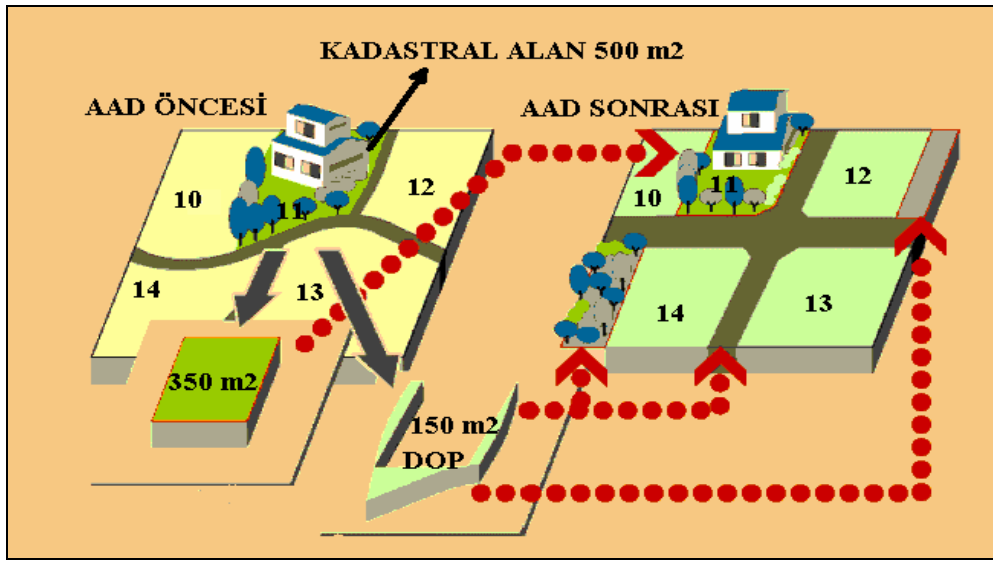 KADASTRAL ALAN 500 m2
AAD ÖNCESİ
AAD SONRASI
10
11
12
14
13
350 m2
150 m2
DOP
10
11
12
14
13